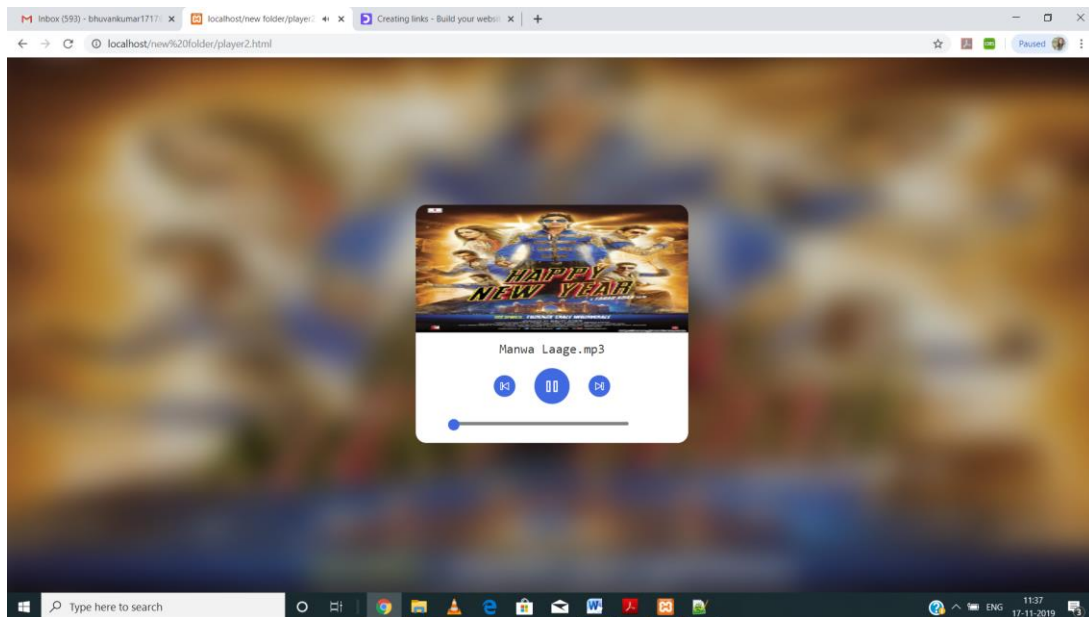 Inbox (593) - bhuvankumar1717
localhost/new folder/player2
Creating links - Build your websit
localhost/new%20folder/player2.html
Paused
HAPPY
NEW YEAR
Manwa Laage.mp3
Type here to search
ENG
11:37
17-11-2019